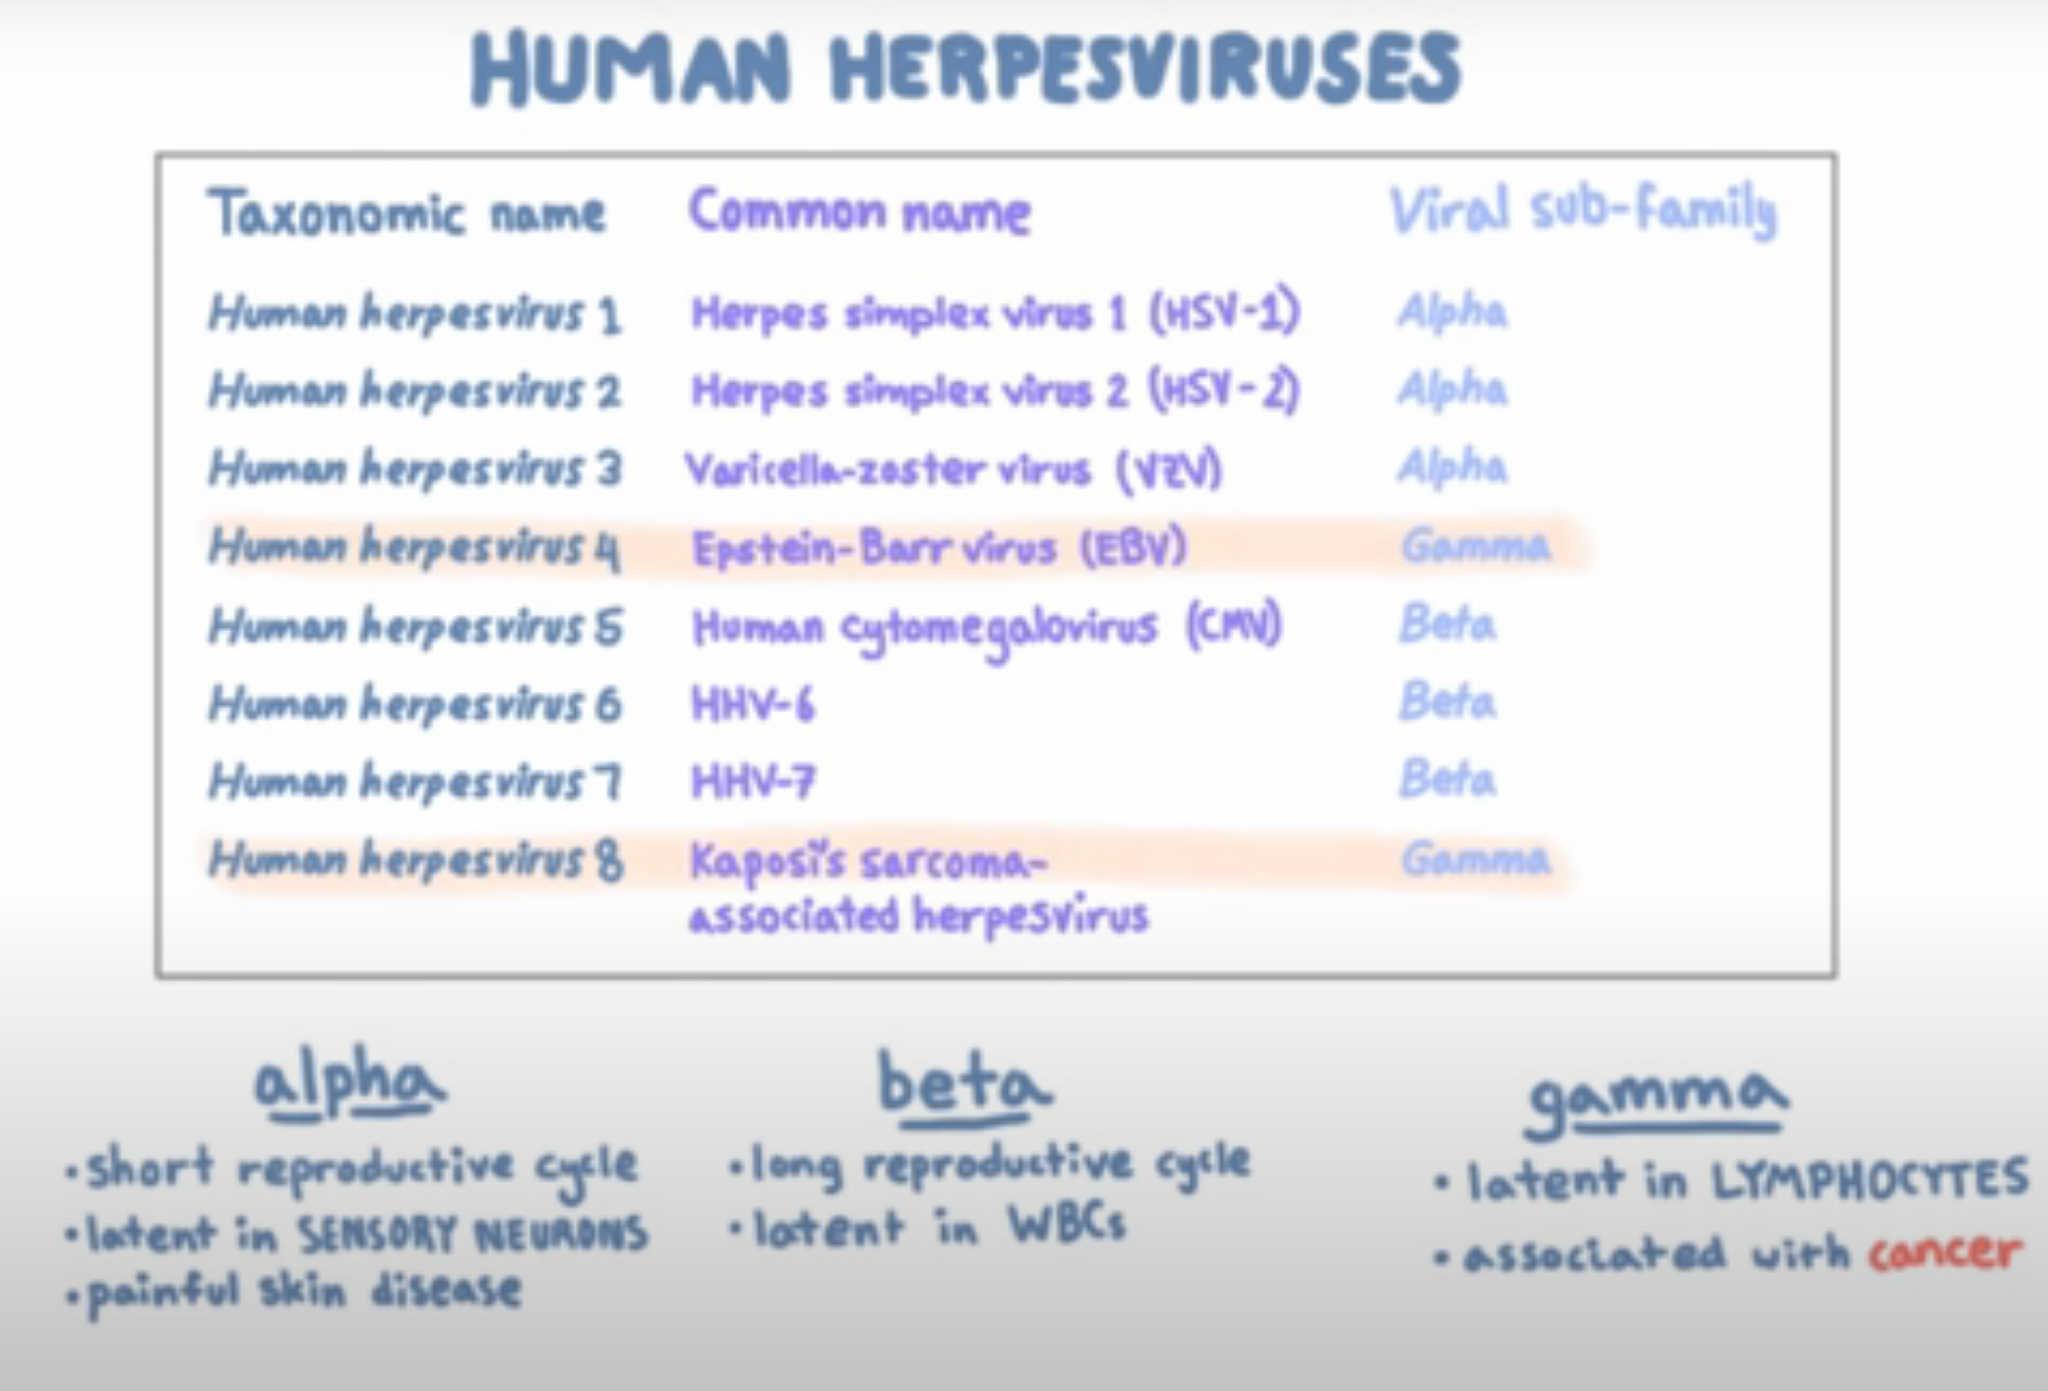 HUMAN HERPESVIRUSES
Taxonomic name Common name Viral sub-family
Human herpesvirus 1 Herpes simplex virus 1 (HSV-1) Alpha
Human herpesvirus 2 Herpes simplex virus 2 (HSV-2) Alpha
Human herpesvirus 3 Varicella-zoster virus (VZV) Alpha
Human herpesvirus 4 Epstein-Barr virus (EBV) Gamma
Human herpesvirus 5 Human cytomegalovirus (CMV) Beta
Human herpesvirus 6 HHV-6 Beta
Human herpesvirus 7 HHV-7 Beta
Human herpesvirus 8 Kaposi's sarcoma- Gamma
associated herpesvirus
alpha
• short reproductive cycle
• latent in SENSORY NEURONS
• painful skin disease
beta
• long reproductive cycle
• latent in WBCs
gamma
• latent in LYMPHOCYTES
• associated with cancer